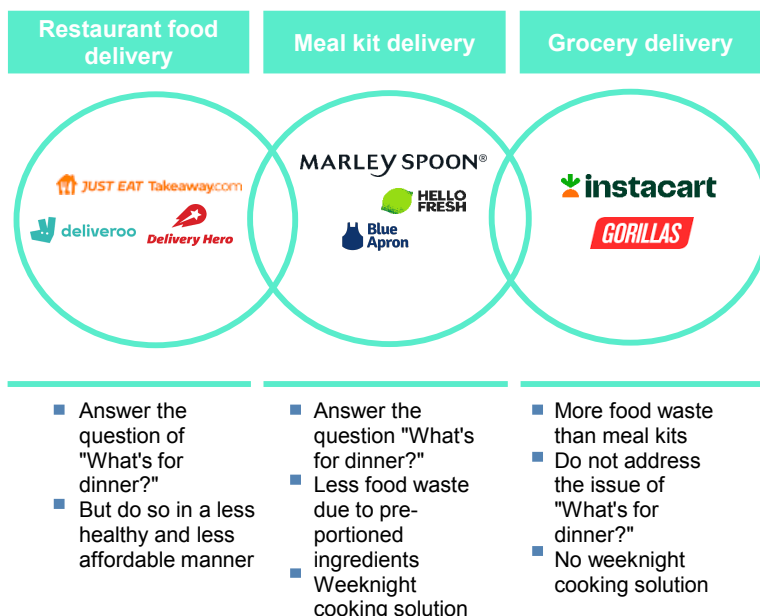 Restaurant food
delivery
Meal kit delivery
Grocery delivery
JUST EAT Takeaway.com
deliveroo
Delivery Hero
MARLEY SPOON®
HELLO
FRESH
Blue
Apron
instacart
GORILLAS
Answer the
question of
"What's for
dinner?"
But do so in a less
healthy and less
affordable manner
Answer the
question "What's
for dinner?"
Less food waste
due to pre-
portioned
ingredients
Weeknight
cooking solution
More food waste
than meal kits
Do not address
the issue of
"What's for
dinner?"
No weeknight
cooking solution